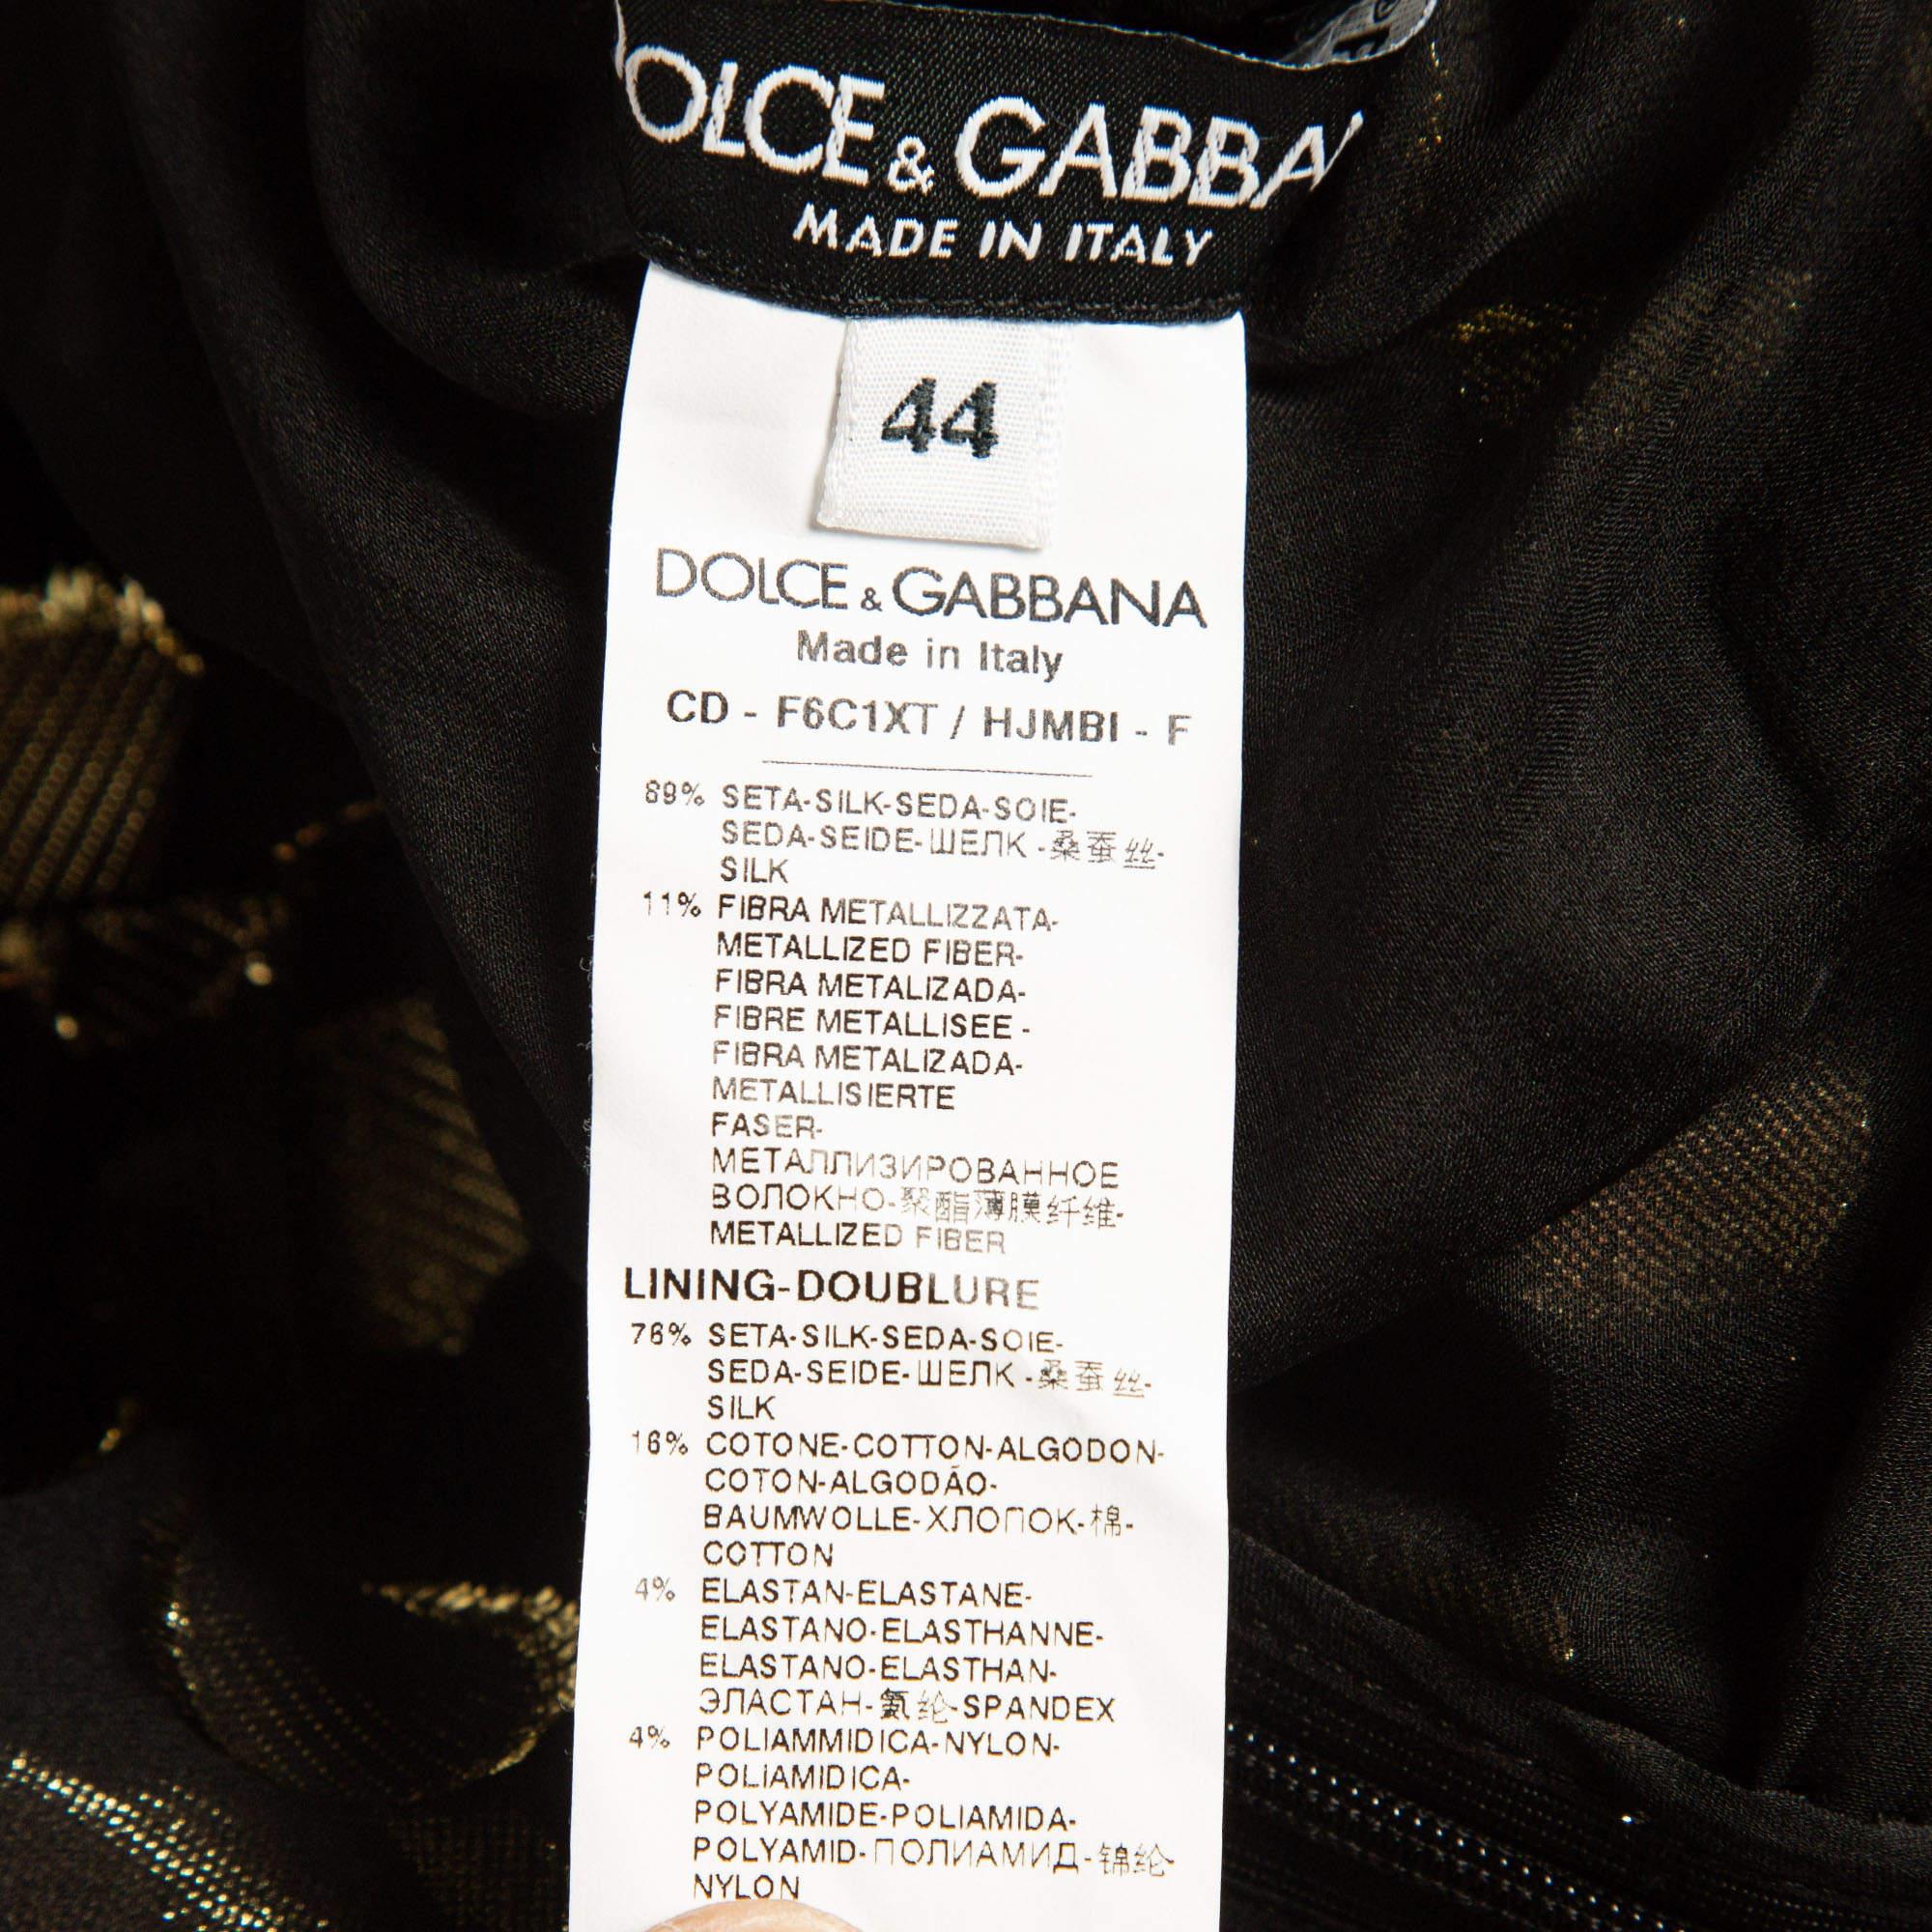 DOLCE & GABBA
MADE IN ITALY
44
DOLCE & GABBANA
Made in Italy
CD - F6C1XT / HJMBI - F
89% SETA-SILK-SEDA-SOIE-
SEDA-SEIDE-ШЕЛК -桑蚕丝-
SILK
11% FIBRA METALLIZZATA-
METALLIZED FIBER-
FIBRA METALIZADA-
FIBRE METALLISEE -
FIBRA METALIZADA-
METALLISIERTE
FASER-
МЕТАЛЛИЗИРОВАННОЕ
ВОЛОКНО-聚酯薄膜纤维-
METALLIZED FIBER
LINING-DOUBLURE
76% SETA-SILK-SEDA-SOIE-
SEDA-SEIDE-ШЕЛК -桑蚕丝-
SILK
16% COTONE-COTTON-ALGODON-
COTON-ALGODÃO-
BAUMWOLLE-ХЛОПОК-棉-
COTTON
4% ELASTAN-ELASTANE-
ELASTANO-ELASTHANNE-
ELASTANO-ELASTHAN-
ЭЛАСТАН-氨纶-SPANDEX
4% POLIAMMIDICA-NYLON-
POLIAMIDICA-
POLYAMIDE-POLIAMIDA-
POLYAMID-ПОЛИАМИД-锦纶-
NYLON